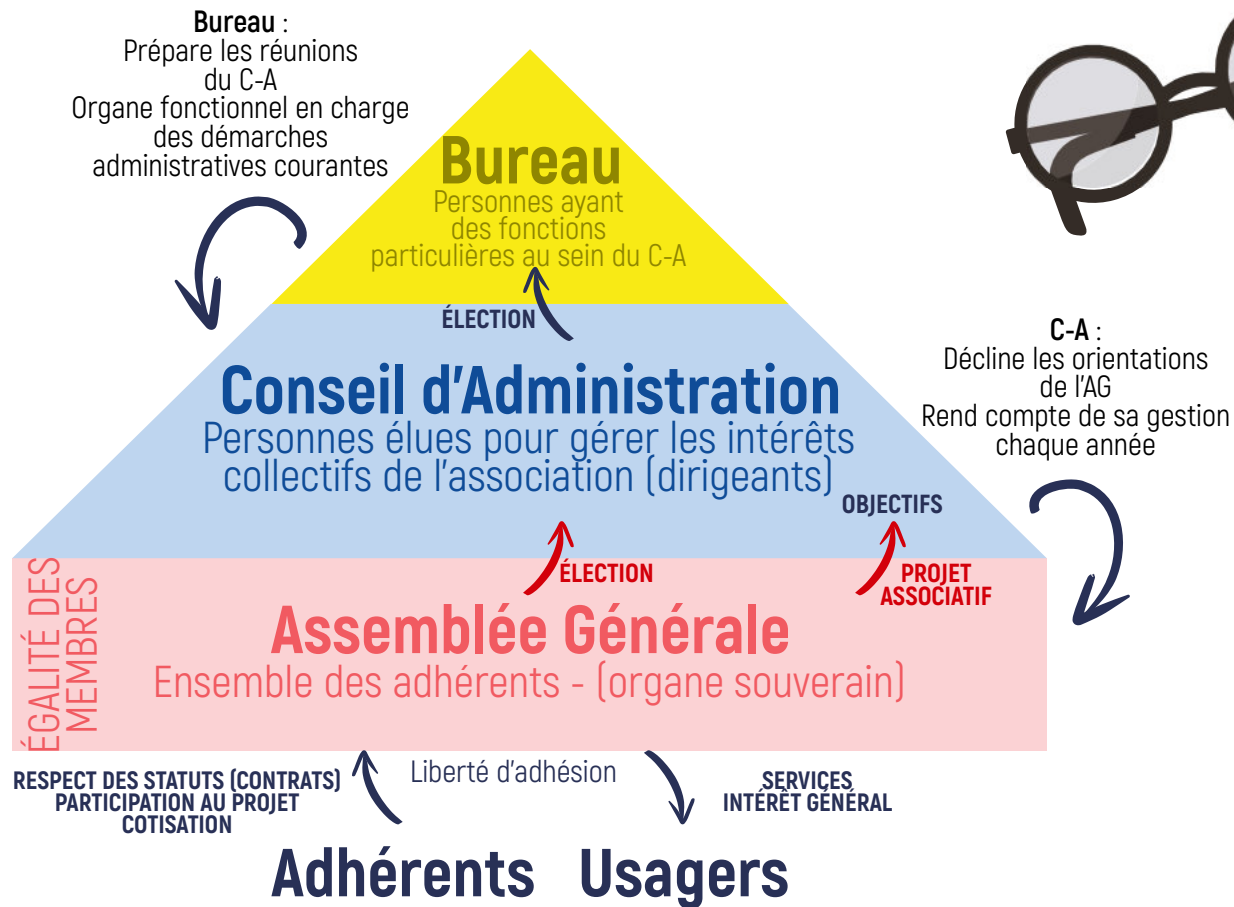 Bureau :
Prépare les réunions
du C-A
Organe fonctionnel en charge
des démarches
administratives courantes
Bureau
Personnes ayant
des fonctions
particulières au sein du C-A
ÉLECTION
C-A :
Décline les orientations
de l'AG
Rend compte de sa gestion
chaque année
Conseil d'Administration
Personnes élues pour gérer les intérêts
collectifs de l'association (dirigeants)
OBJECTIFS
ÉLECTION
PROJET
ASSOCIATIF
ÉGALITÉ DES
MEMBRES
Assemblée Générale
Ensemble des adhérents - (organe souverain)
RESPECT DES STATUTS (CONTRATS)
PARTICIPATION AU PROJET
COTISATION
Liberté d'adhésion
SERVICES
INTÉRÊT GÉNÉRAL
Adhérents Usagers